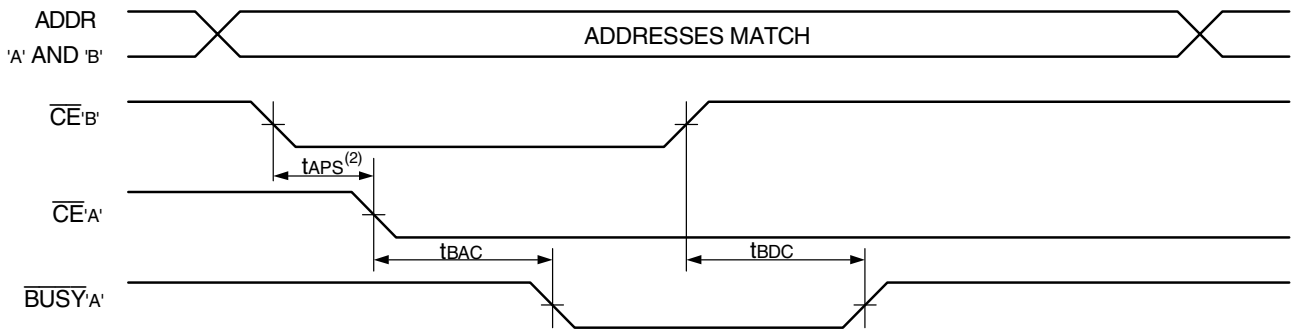 ADDR
'A' AND 'B'
ADDRESSES MATCH
CE'B'
tAPS(2)
CE'A'
tBAC
tBDC
BUSY'A'